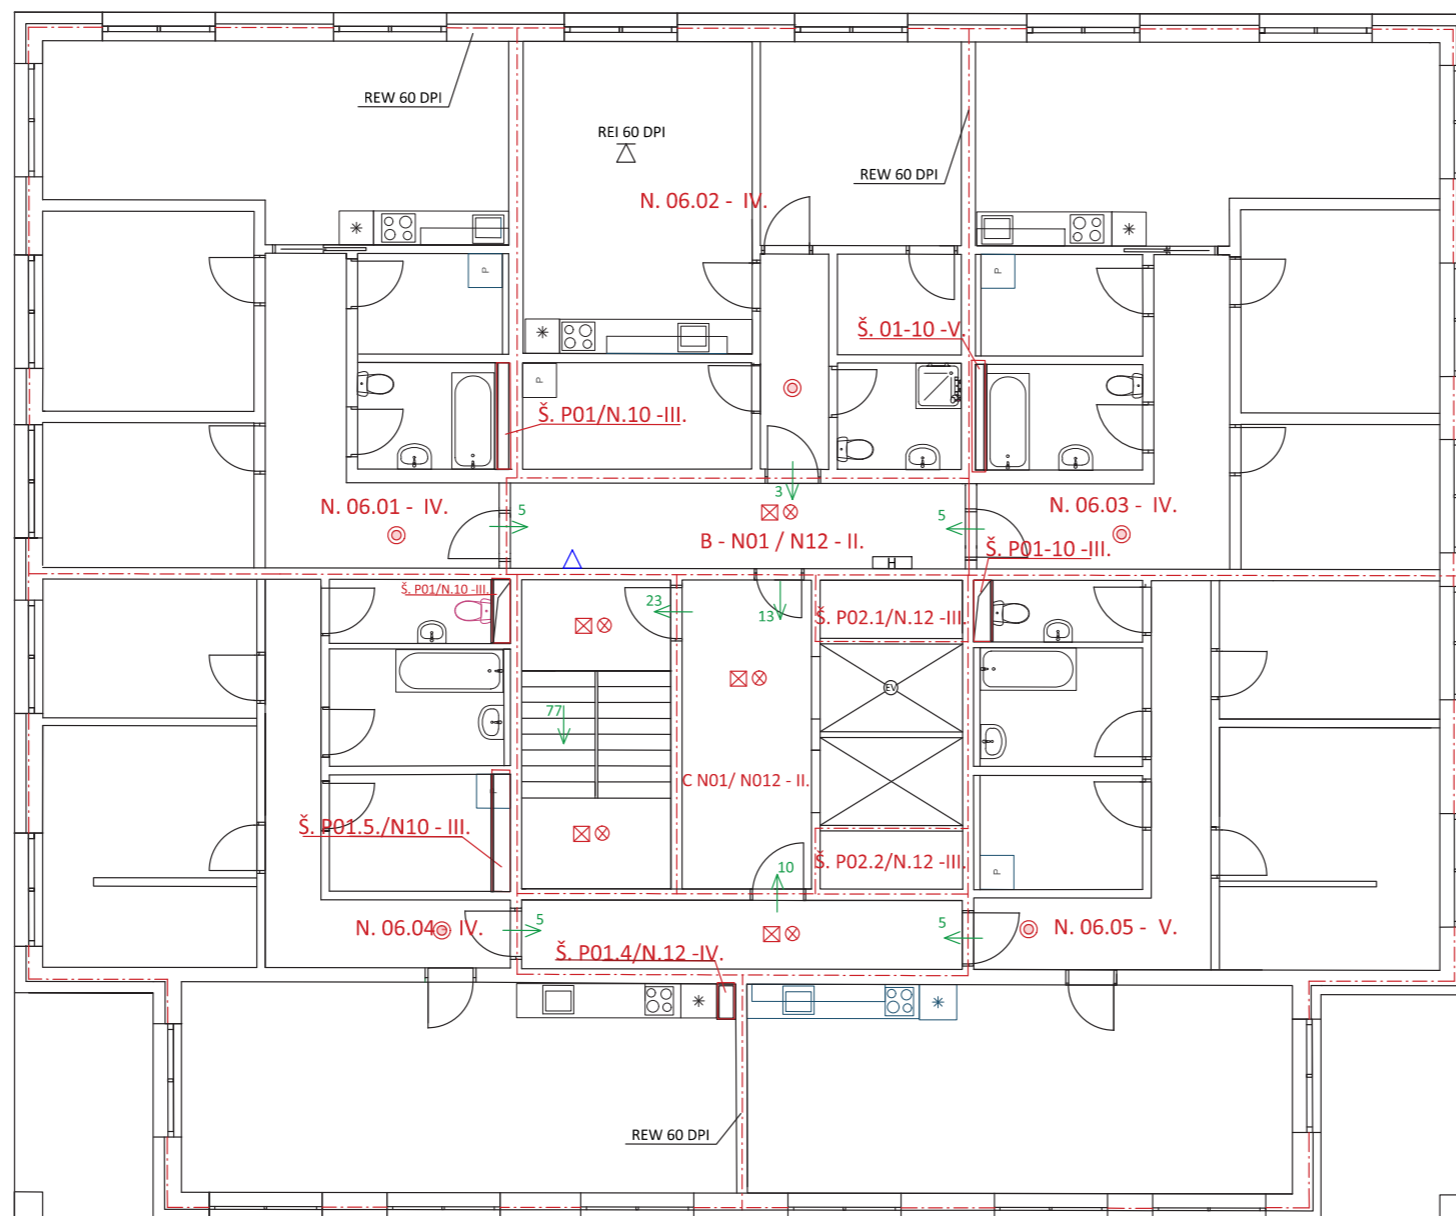 REW 60 DPI
REI 60 DPI
REW 60 DPI
N. 06.02 - IV.
P
P
Š. 01-10 -V.
P
Š. P01/N.10 -III.
N. 06.01 - IV.
3
N. 06.03 - IV.
5
5
B - N01 / N12 - II.
Š. P01-10 -III.
H
Š. P01/N.10 -III.
23
13
Š. P02.1/N.12 -III.
EV
77
C N01/ N012 - II.
Š. P01.5./N10 - III.
Š. P02.2/N.12 -III.
10
P
N. 06.04 - IV.
5
5
N. 06.05 - V.
Š. P01.4/N.12 -IV.
REW 60 DPI